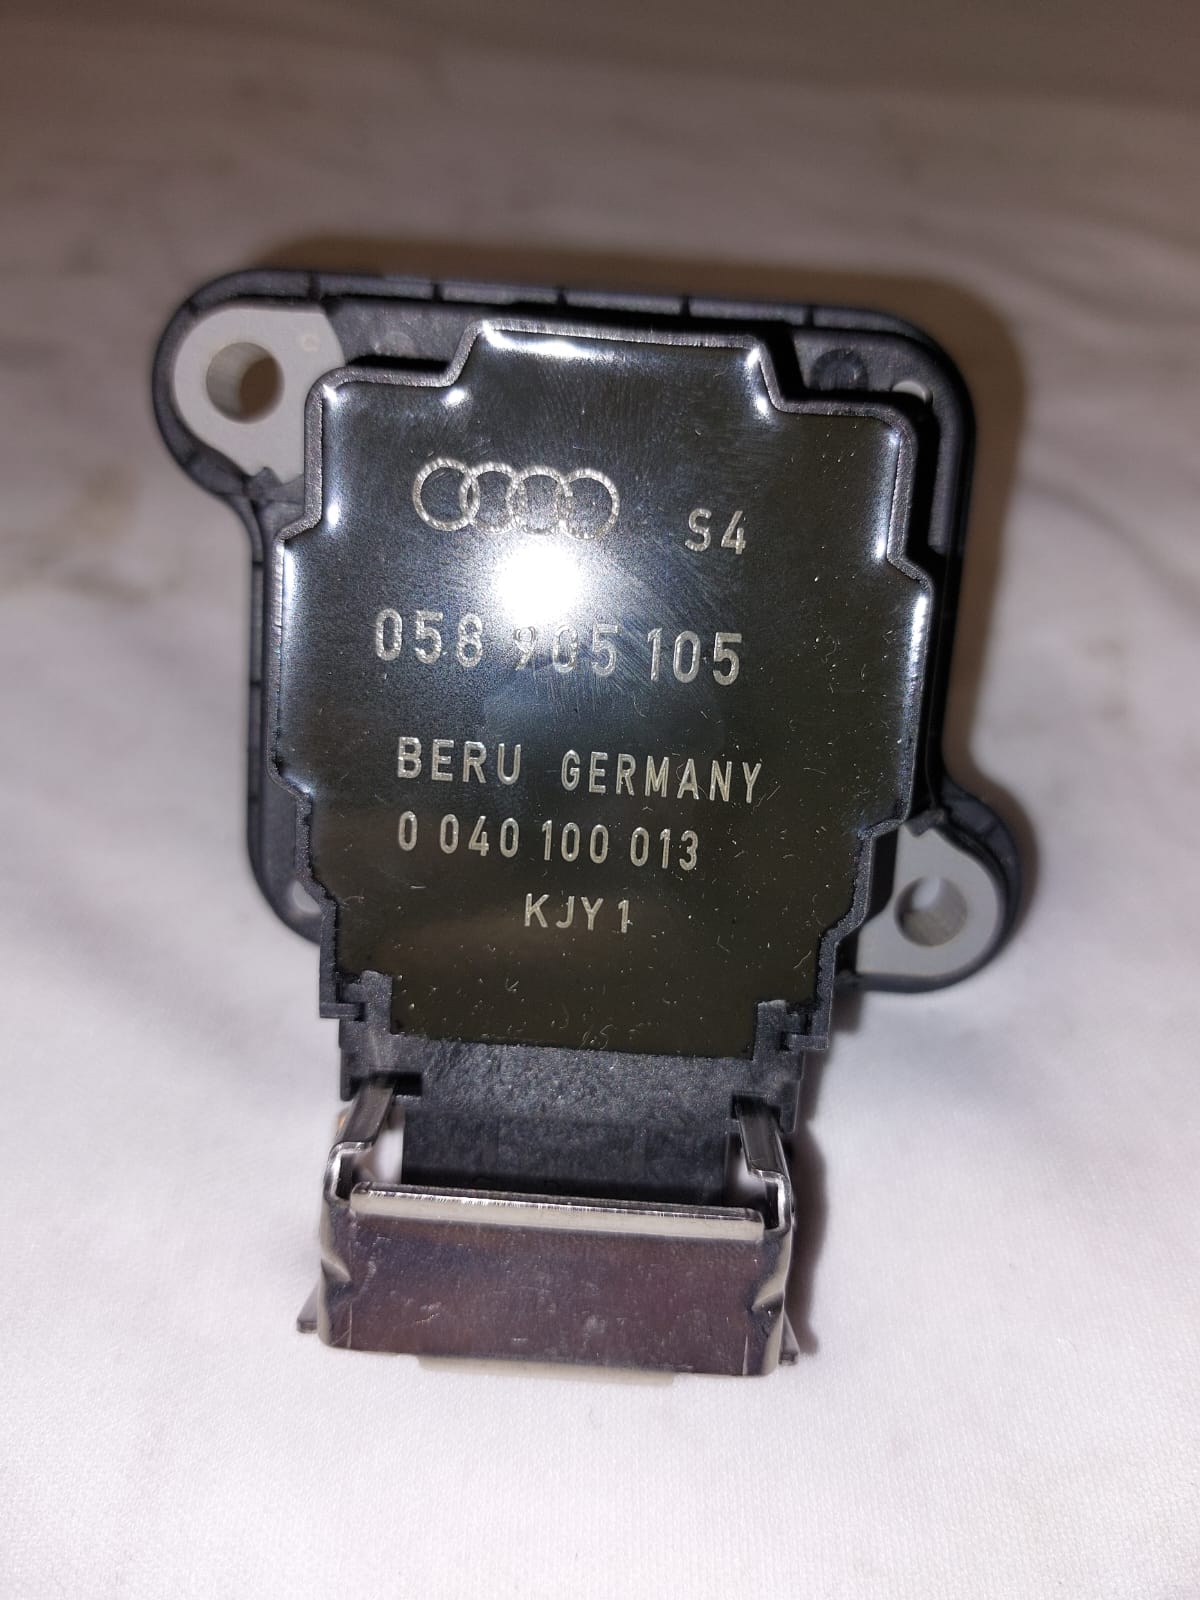 S4
058 905 105
BERU GERMANY
0 040 100 013
KJY1